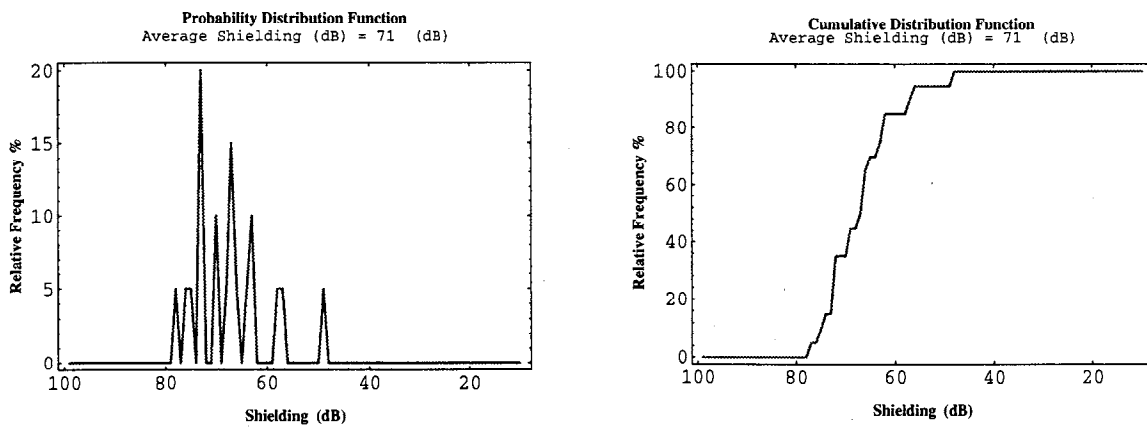 Probability Distribution Function
Average Shielding (dB) = 71 (dB)
20
15
10
5
0
Relative Frequency %
100
80
60
40
20
Shielding (dB)
Cumulative Distribution Function
Average Shielding (dB) = 71 (dB)
100
80
60
40
20
0
Relative Frequency %
100
80
60
40
20
Shielding (dB)